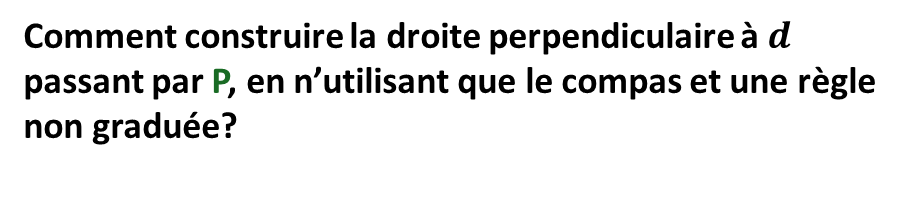 Comment construire la droite perpendiculaire à d
passant par P, en n’utilisant que le compas et une règle
non graduée?